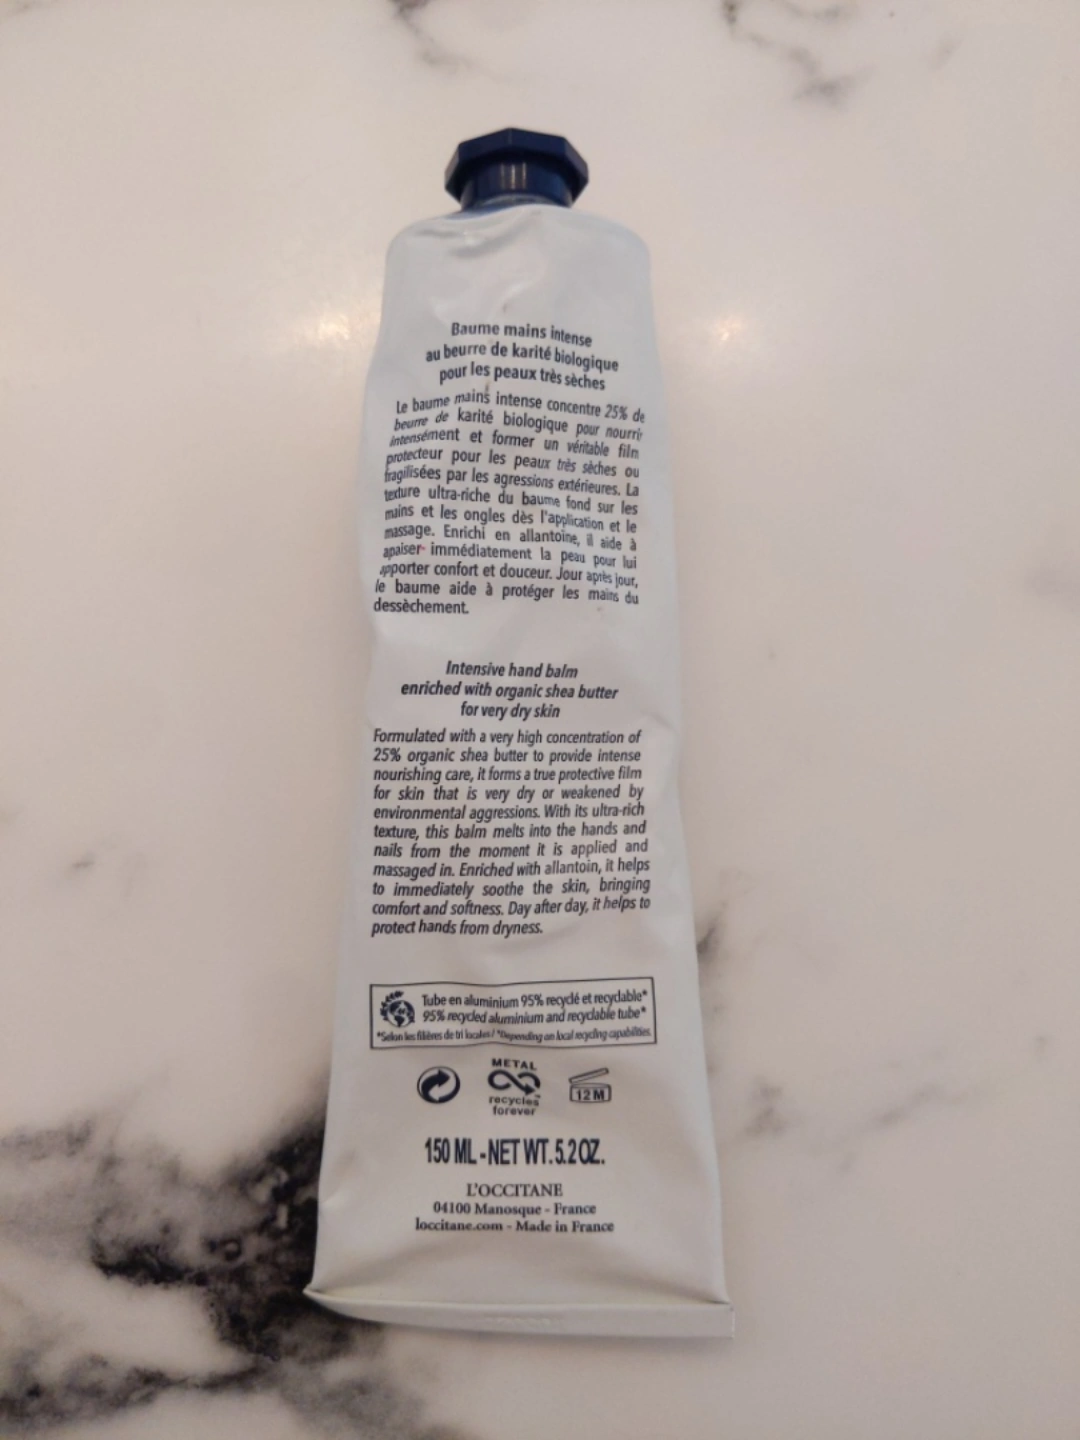 Baume mains intense
au beurre de karité biologique
pour les peaux très sèches
Le baume mains intense concentre 25% de
beurre de karité biologique pour nourrir
intensément et former un véritable film
protecteur pour les peaux très sèches ou
fragilisées par les agressions extérieures. La
texture ultra-riche du baume fond sur les
mains et les ongles dès l'application et le
massage. Enrichi en allantoïne, il aide à
apaiser immédiatement la peau pour lui
apporter confort et douceur. Jour après jour,
le baume aide à protéger les mains du
dessèchement.
Intensive hand balm
enriched with organic shea butter
for very dry skin
Formulated with a very high concentration of
25% organic shea butter to provide intense
nourishing care, it forms a true protective film
for skin that is very dry or weakened by
environmental aggressions. With its ultra-rich
texture, this balm melts into the hands and
nails from the moment it is applied and
massaged in. Enriched with allantoin, it helps
to immediately soothe the skin, bringing
comfort and softness. Day after day, it helps to
protect hands from dryness.
Tube en aluminium 95% recyclé et recyclable*
95% recycled aluminium and recyclable tube*
*Selon les filières de tri locales / *Depending on local recycling capabilities.
METAL
recycles™
forever
12 M
150 ML - NET WT. 5.2 OZ.
L'OCCITANE
04100 Manosque - France
loccitane.com - Made in France